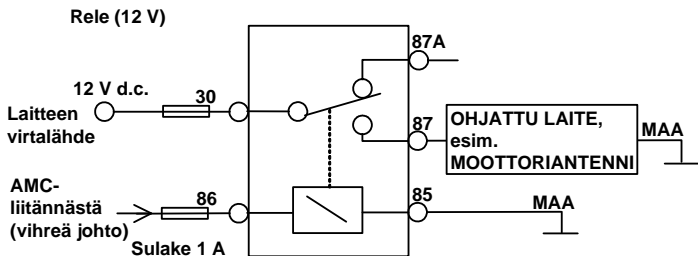 Rele (12 V)
87A
12 V d.c.
30
Laitteen
virtalähde
87
OHJATTU LAITE,
esim.
MOOTTORIANTENNI
MAA
AMC-
liitännästä
(vihreä johto)
86
Sulake 1 A
85
MAA